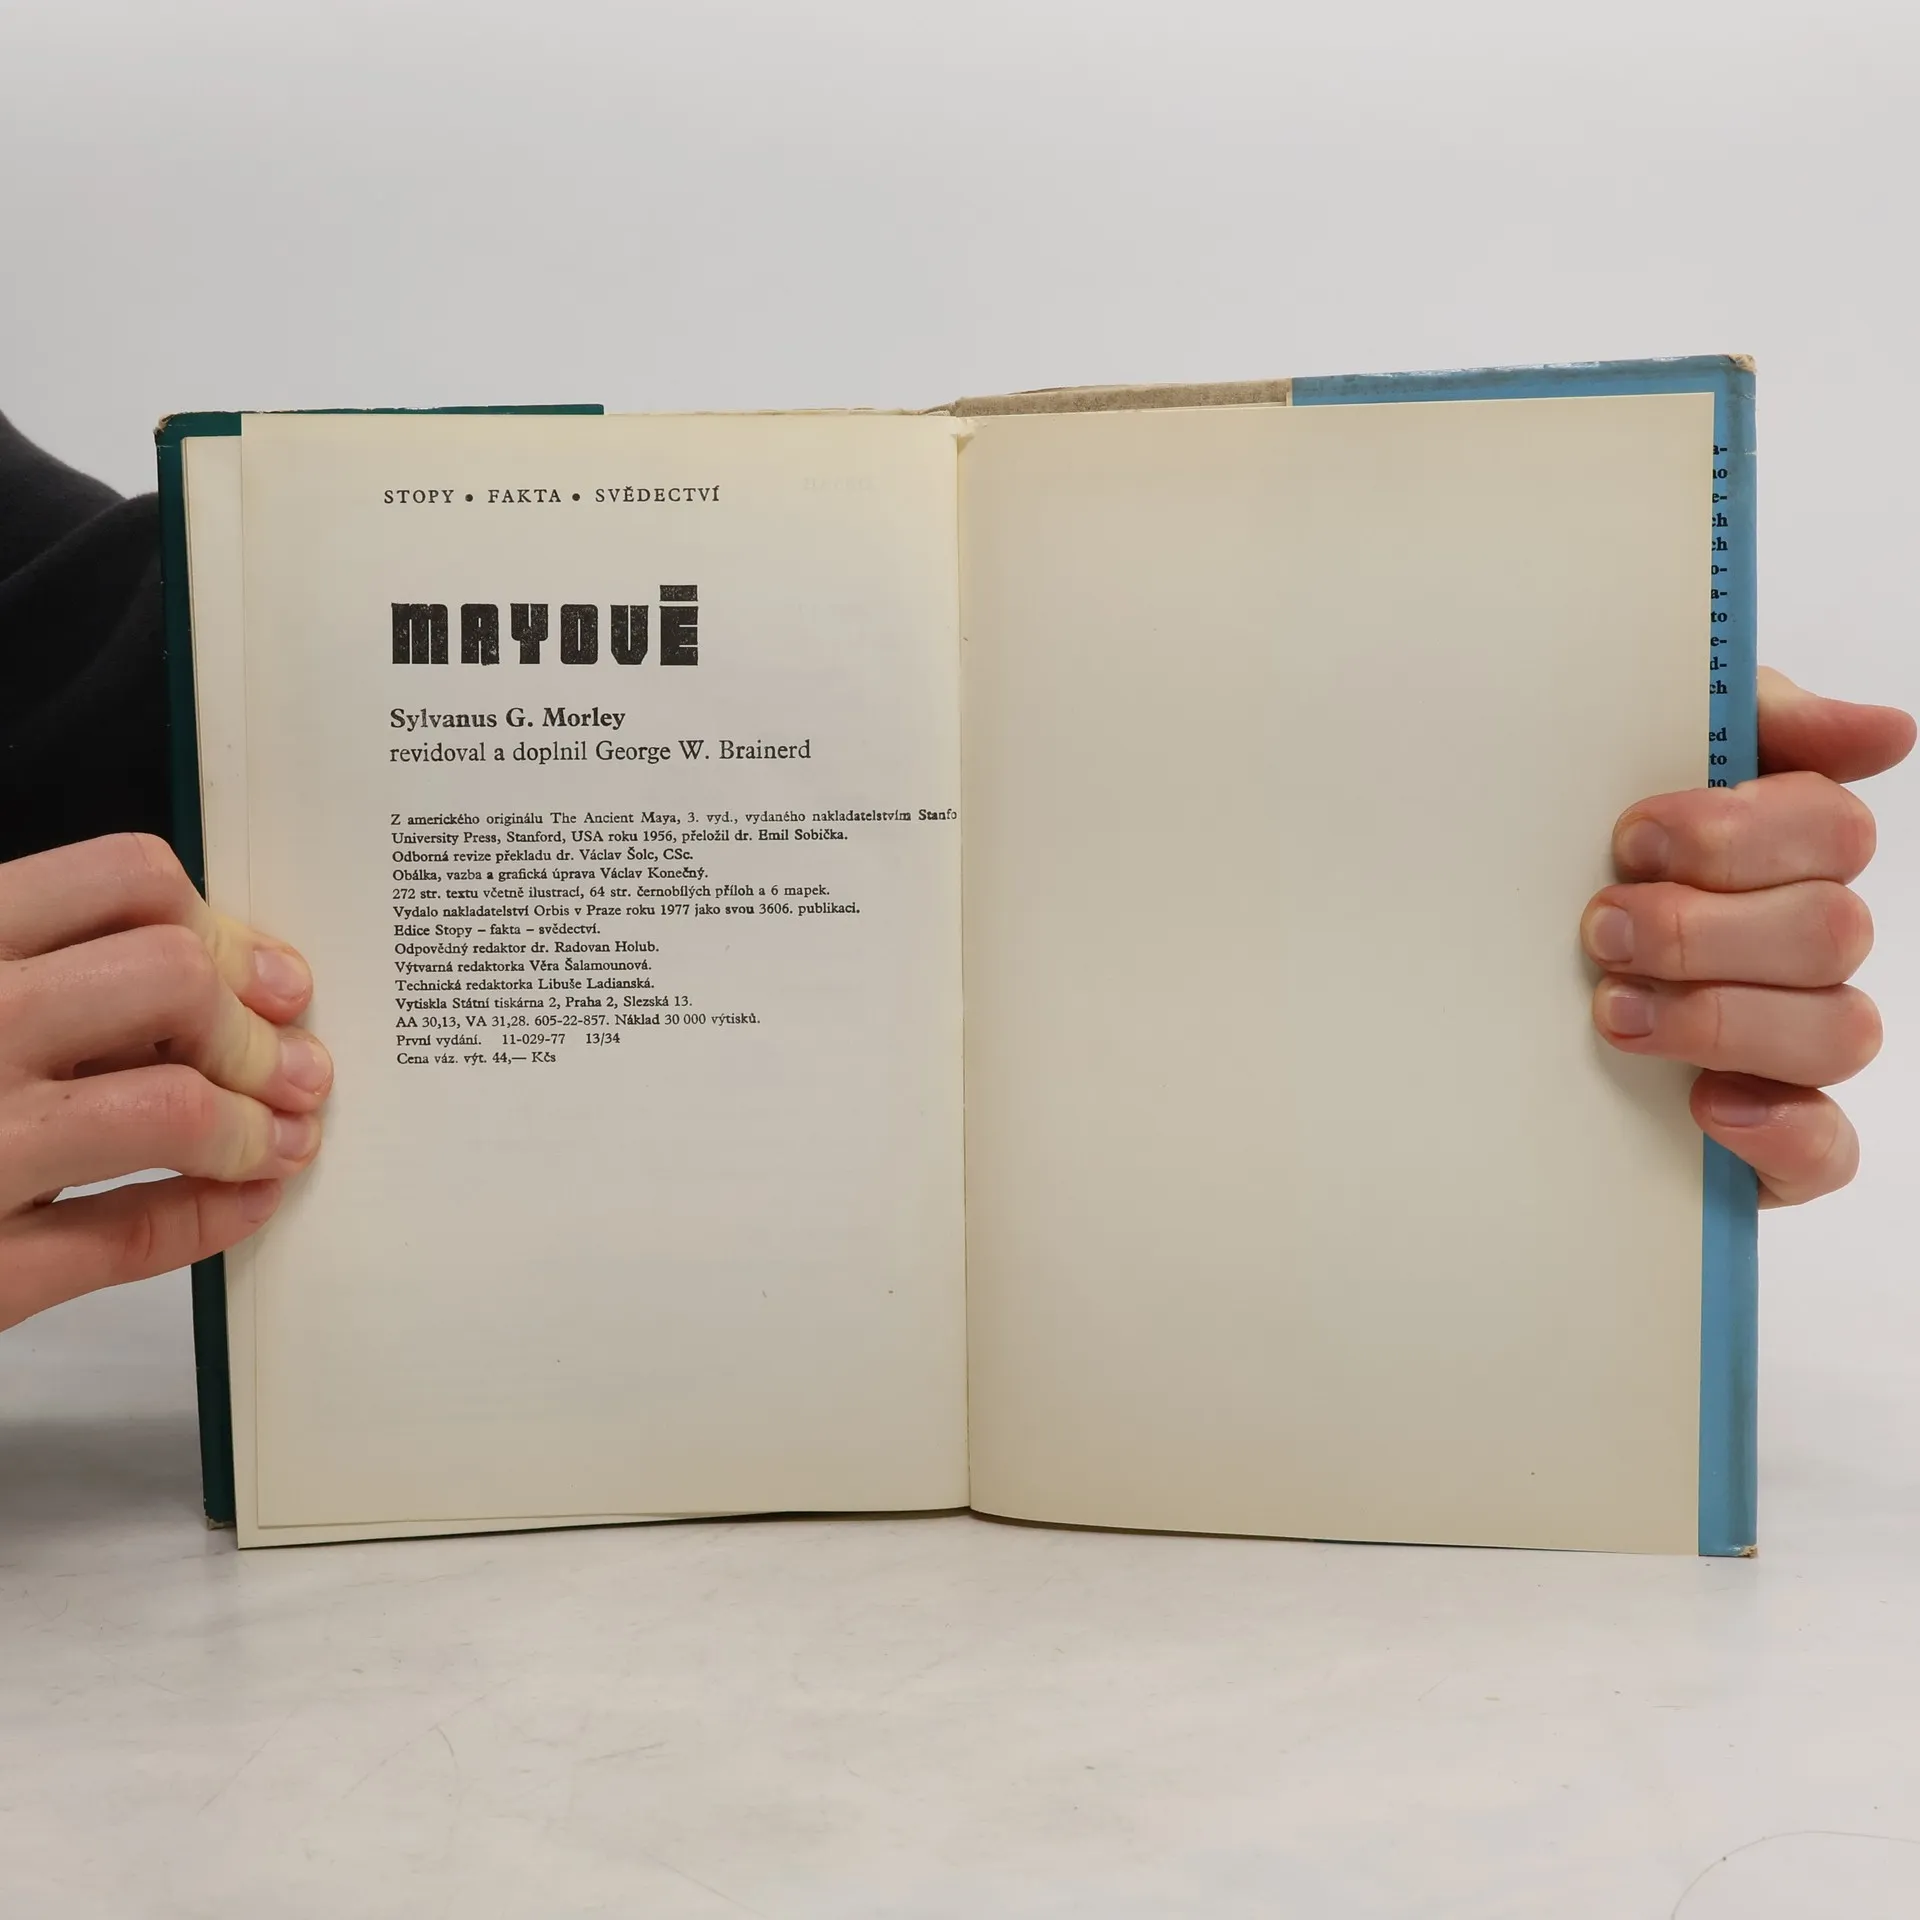 STOPY • FAKTA • SVĚDECTVÍ
MAYOVÉ
Sylvanus G. Morley
revidoval a doplnil George W. Brainerd
Z amerického originálu The Ancient Maya, 3. vyd., vydaného nakladatelstvím Stanfo
University Press, Stanford, USA roku 1956, přeložil dr. Emil Sobička.
Odborná revize překladu dr. Václav Šolc, CSc.
Obálka, vazba a grafická úprava Václav Konečný.
272 str. textu včetně ilustrací, 64 str. černobílých příloh a 6 mapek.
Vydalo nakladatelství Orbis v Praze roku 1977 jako svou 3606. publikaci.
Edice Stopy – fakta – svědectví.
Odpovědný redaktor dr. Radovan Holub.
Výtvarná redaktorka Věra Šalamounová.
Technická redaktorka Libuše Ladianská.
Vytiskla Státní tiskárna 2, Praha 2, Slezská 13.
AA 30,13, VA 31,28. 605-22-857. Náklad 30 000 výtisků.
První vydání. 11-029-77 13/34
Cena váz. výt. 44,— Kčs